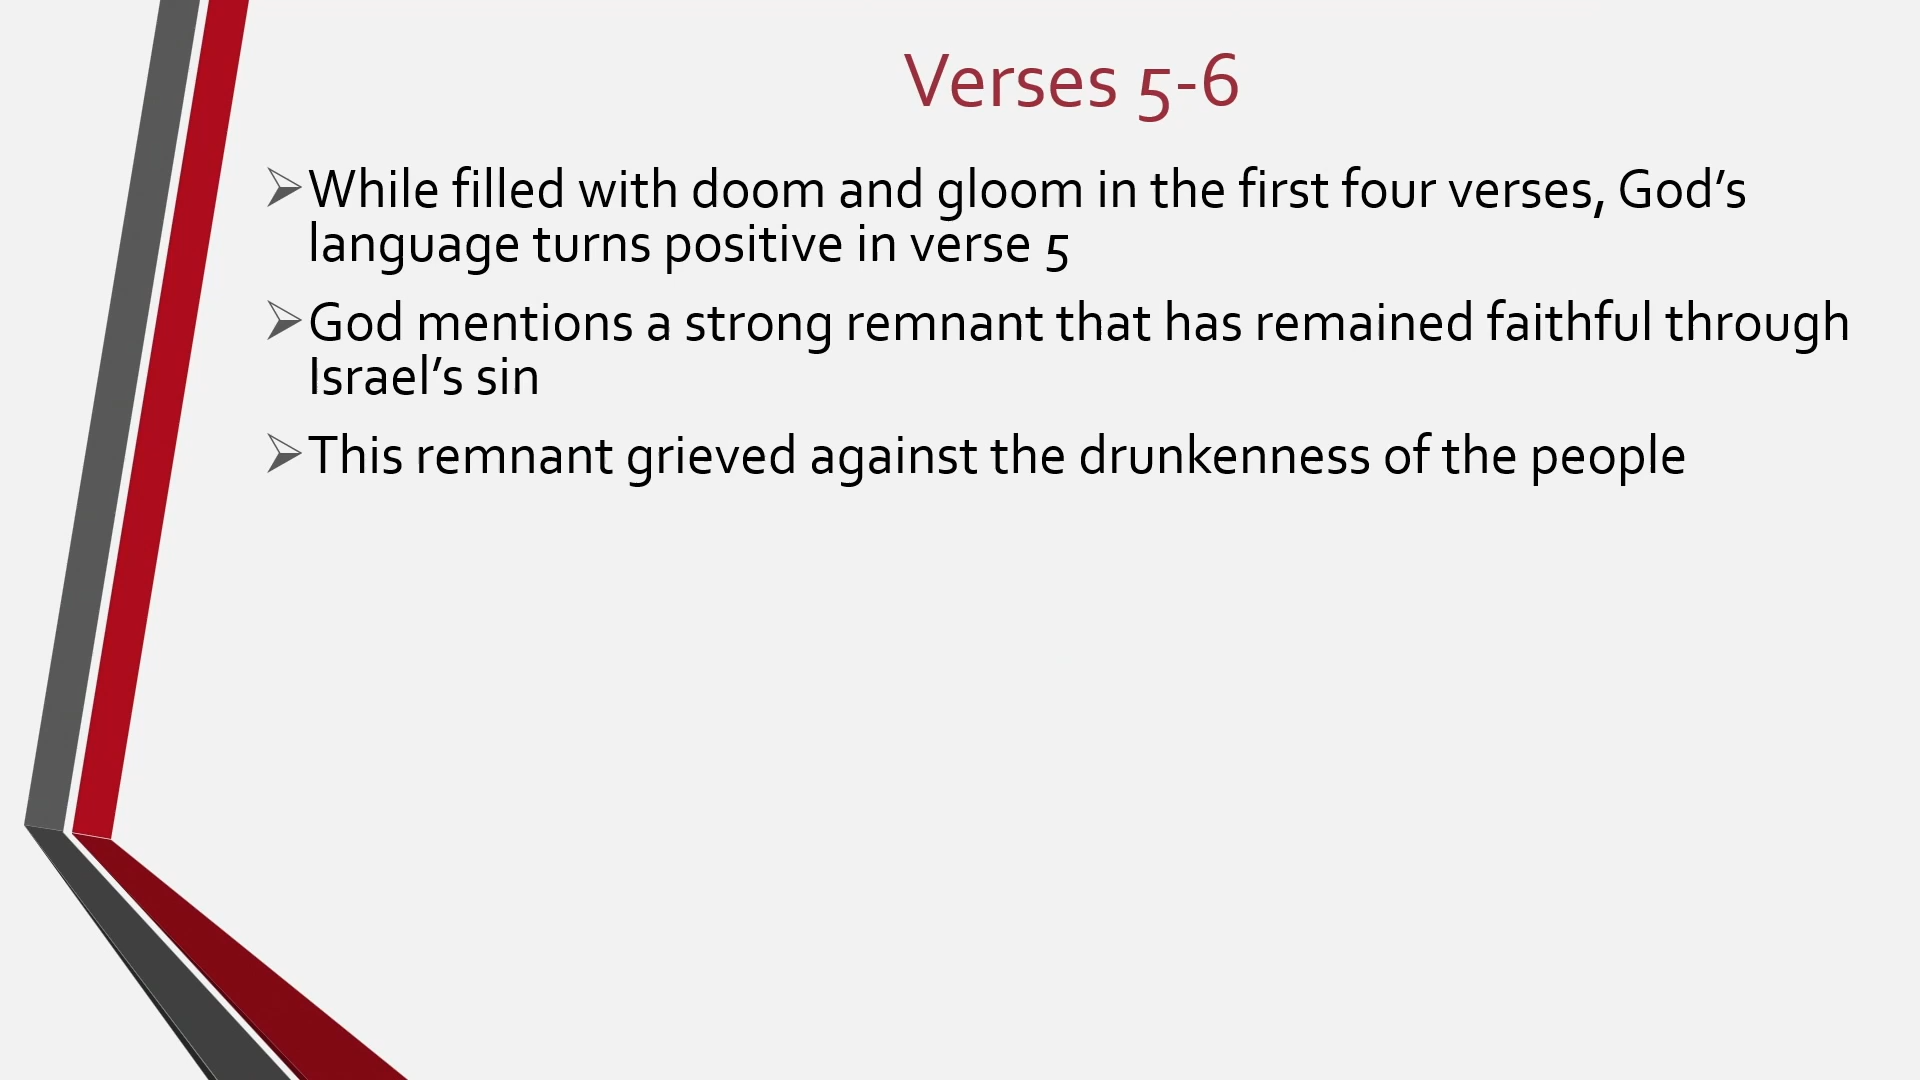 Verses 5-6
While filled with doom and gloom in the first four verses, God’s
language turns positive in verse 5
God mentions a strong remnant that has remained faithful through
Israel’s sin
This remnant grieved against the drunkenness of the people